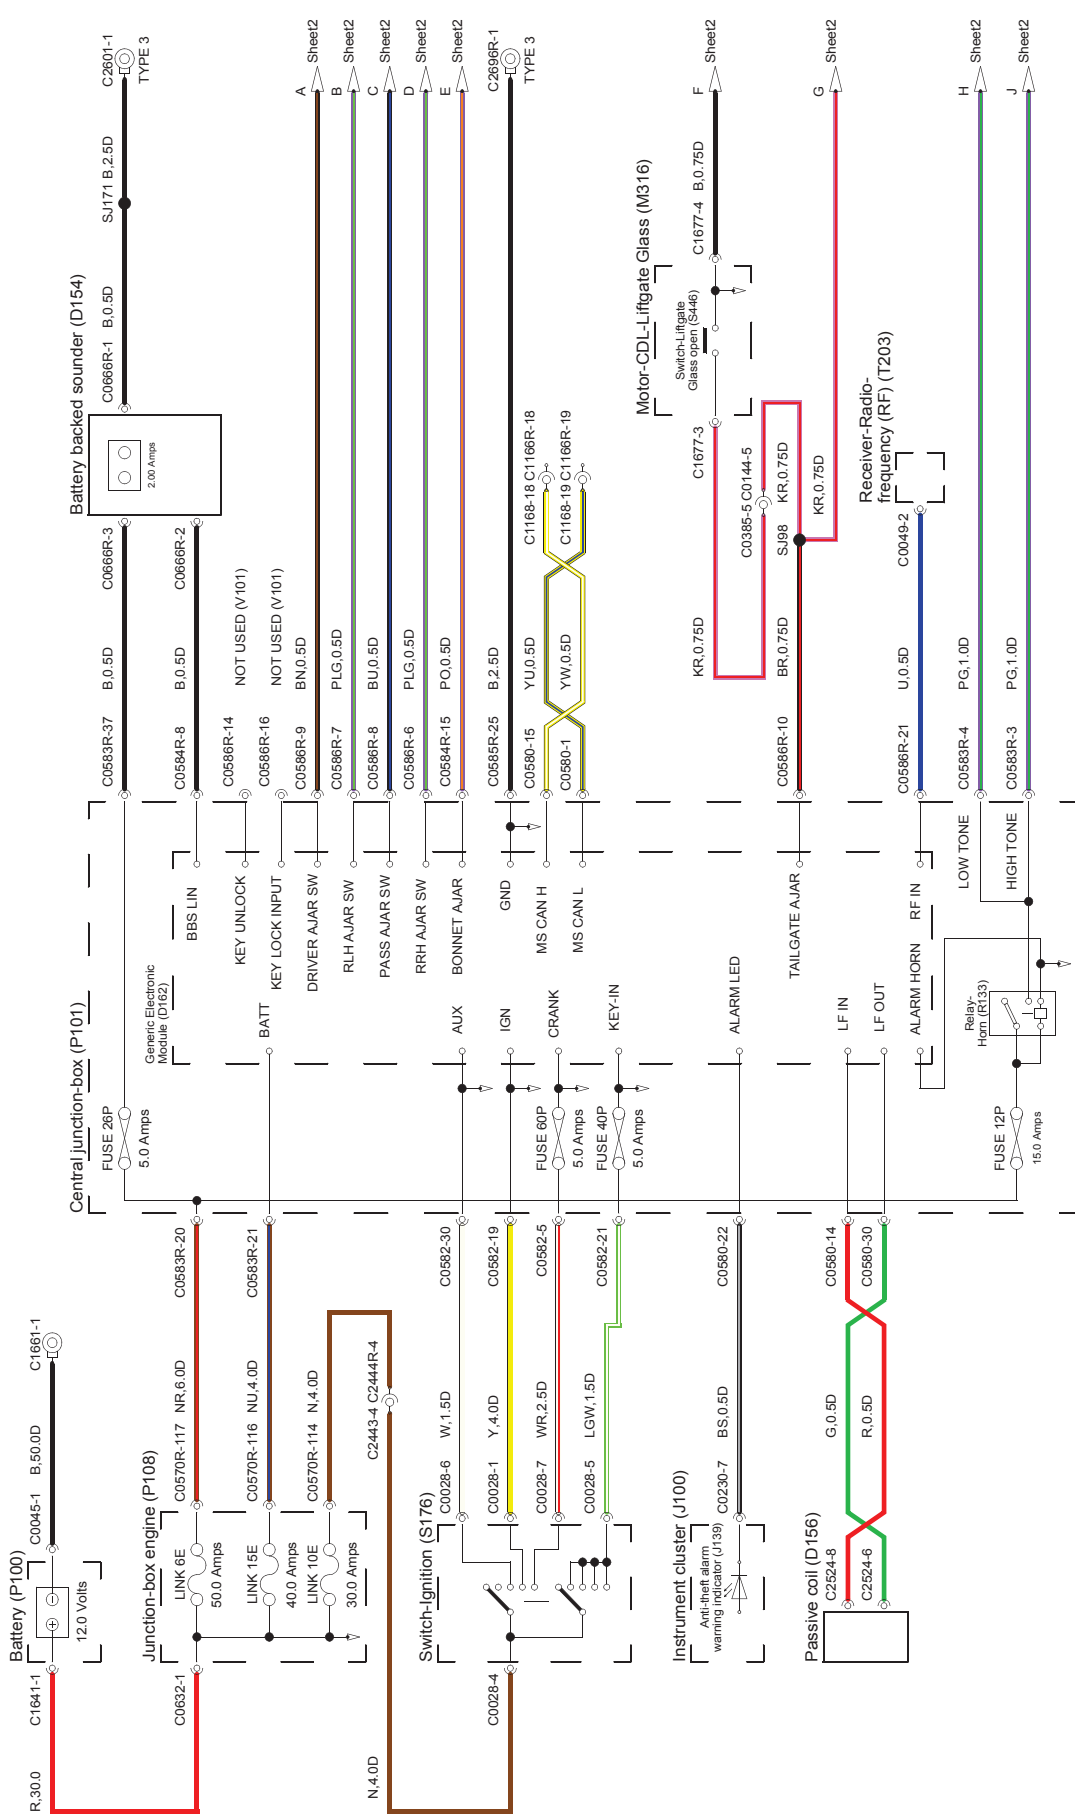 Battery (P100)
R,30.0
C1641-1
12.0 Volts
C0045-1
B,50.0D
C1661-1
Central junction-box (P101)
FUSE 26P
5.0 Amps
C0583R-37
B,0.5D
C0666R-3
Battery backed sounder (D154)
2.00 Amps
C0666R-1
B,0.5D
SJ171
B,2.5D
C2601-1
TYPE 3
Junction-box engine (P108)
C0632-1
LINK 6E
50.0 Amps
C0570R-117
NR,6.0D
C0583R-20
Generic Electronic
Module (D162)
BBS LIN
C0584R-8
B,0.5D
C0666R-2
KEY UNLOCK
C0586R-14
NOT USED (V101)
LINK 15E
40.0 Amps
C0570R-116
NU,4.0D
C0583R-21
BATT
KEY LOCK INPUT
C0586R-16
NOT USED (V101)
LINK 10E
30.0 Amps
C0570R-114
N,4.0D
DRIVER AJAR SW
C0586R-9
BN,0.5D
A
Sheet2
RLH AJAR SW
C0586R-7
PLG,0.5D
B
Sheet2
N,4.0D
C2443-4
C2444R-4
PASS AJAR SW
C0586R-8
BU,0.5D
C
Sheet2
RRH AJAR SW
C0586R-6
PLG,0.5D
D
Sheet2
Switch-Ignition (S176)
C0028-6
W,1.5D
C0582-30
AUX
BONNET AJAR
C0584R-15
PO,0.5D
E
Sheet2
C0028-4
C0028-1
Y,4.0D
C0582-19
IGN
GND
C0585R-25
B,2.5D
C2696R-1
TYPE 3
C0028-7
WR,2.5D
C0582-5
FUSE 60P
5.0 Amps
CRANK
MS CAN H
C0580-15
YU,0.5D
C1168-18
C1166R-18
MS CAN L
C0580-1
YW,0.5D
C1168-19
C1166R-19
C0028-5
LGW,1.5D
C0582-21
FUSE 40P
5.0 Amps
KEY-IN
Motor-CDL-Liftgate Glass (M316)
Switch-Liftgate
Glass open (S446)
KR,0.75D
C1677-3
C1677-4
B,0.75D
F
Sheet2
Instrument cluster (J100)
Anti-theft alarm
warning indicator (J139)
C0230-7
BS,0.5D
C0580-22
ALARM LED
C0385-5
C0144-5
TAILGATE AJAR
C0586R-10
BR,0.75D
SJ98
KR,0.75D
KR,0.75D
G
Sheet2
Passive coil (D156)
C2524-8
G,0.5D
C0580-14
LF IN
C2524-6
R,0.5D
C0580-30
LF OUT
Receiver-Radio-
frequency (RF) (T203)
ALARM HORN
RF IN
C0586R-21
U,0.5D
C0049-2
LOW TONE
C0583R-4
PG,1.0D
H
Sheet2
FUSE 12P
15.0 Amps
Relay-
Horn (R133)
HIGH TONE
C0583R-3
PG,1.0D
J
Sheet2